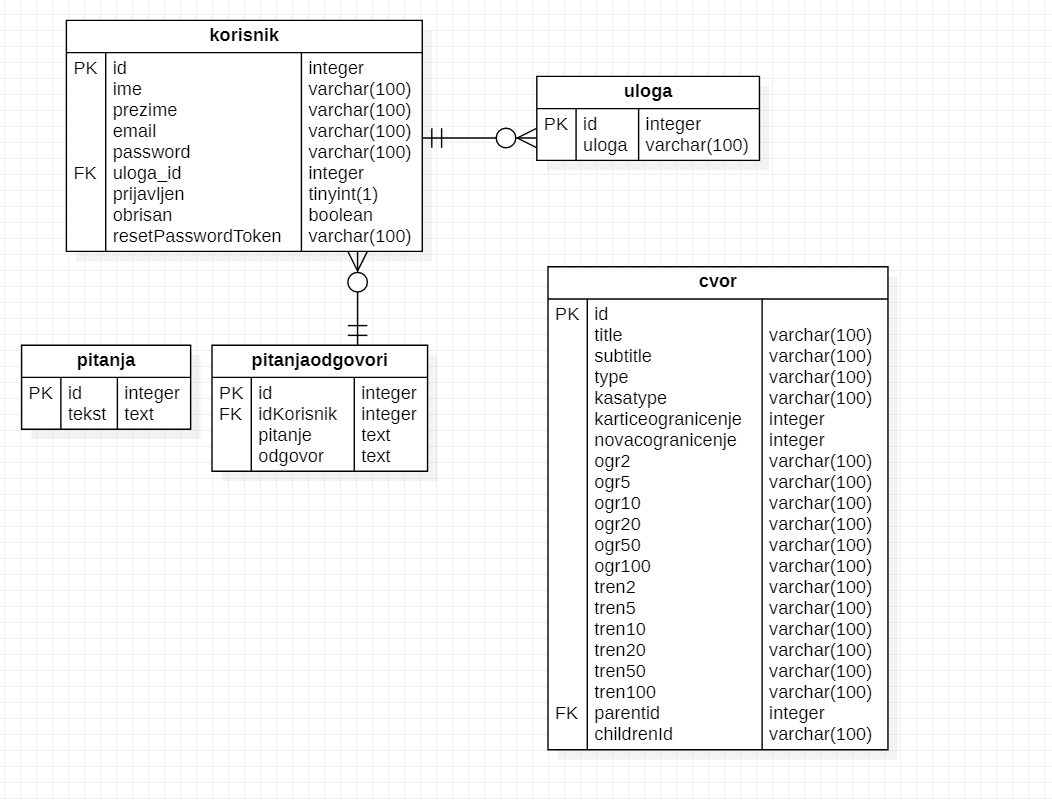 korisnik
PK id integer
ime varchar(100)
prezime varchar(100)
email varchar(100)
password varchar(100)
FK uloga_id integer
prijavljen tinyint(1)
obrisan boolean
resetPasswordToken varchar(100)
uloga
PK id integer
uloga varchar(100)
pitanja
PK id integer
tekst text
pitanjaodgovori
PK id integer
FK idKorisnik integer
pitanje text
odgovor text
cvor
PK id
title varchar(100)
subtitle varchar(100)
type varchar(100)
kasatype varchar(100)
karticeogranicenje integer
novacogranicenje integer
ogr2 varchar(100)
ogr5 varchar(100)
ogr10 varchar(100)
ogr20 varchar(100)
ogr50 varchar(100)
ogr100 varchar(100)
tren2 varchar(100)
tren5 varchar(100)
tren10 varchar(100)
tren20 varchar(100)
tren50 varchar(100)
tren100 varchar(100)
FK parentid integer
childrenId varchar(100)